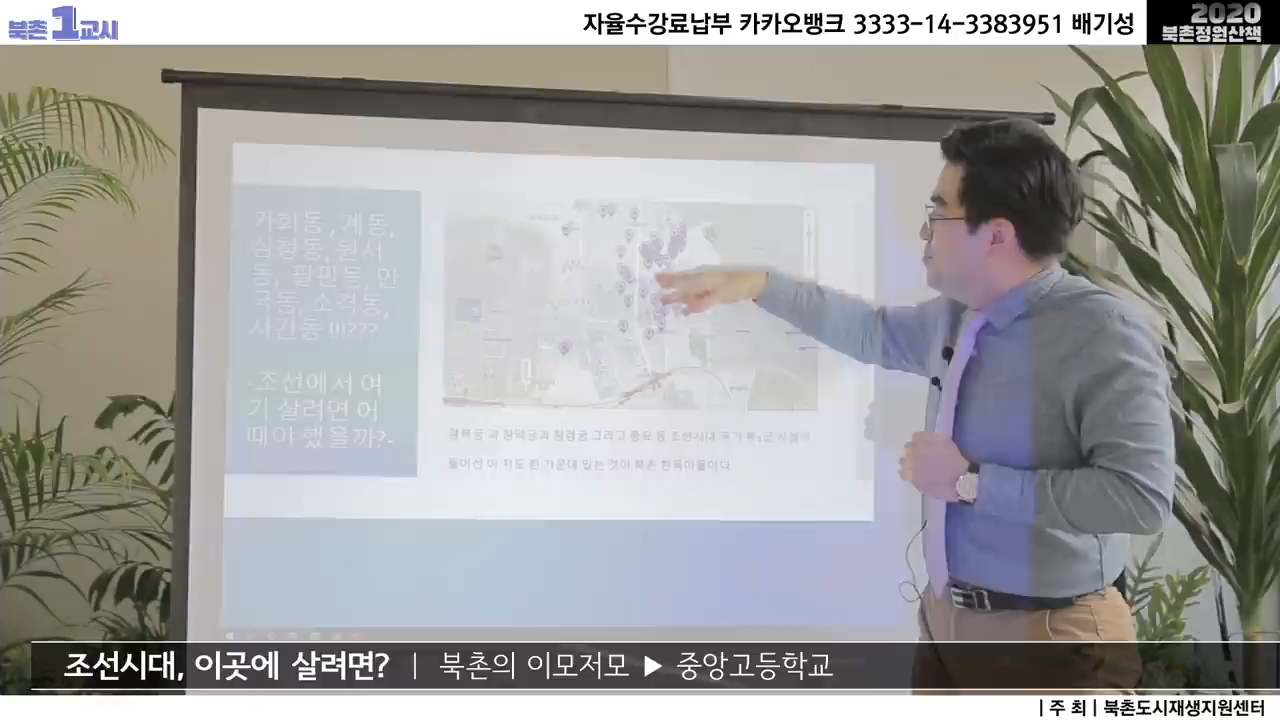 북촌 1교시
자율수강료납부 카카오뱅크 3333-14-3383951 배기성
2020
북촌정원산책
가회동, 계동,
삼청동, 원서
동, 팔판동, 안
국동, 소격동,
사간동!!!???
-조선에서 여
기 살려면 어
때야 했을까?-
경복궁과 창덕궁과 창경궁 그리고 종묘 등 조선시대 국가 특1급 시설이
들어선 이 지도 한 가운데 있는 것이 북촌 한옥마을이다
조선시대, 이곳에 살려면? | 북촌의 이모저모 ▶ 중앙고등학교
| 주 최 | 북촌도시재생지원센터